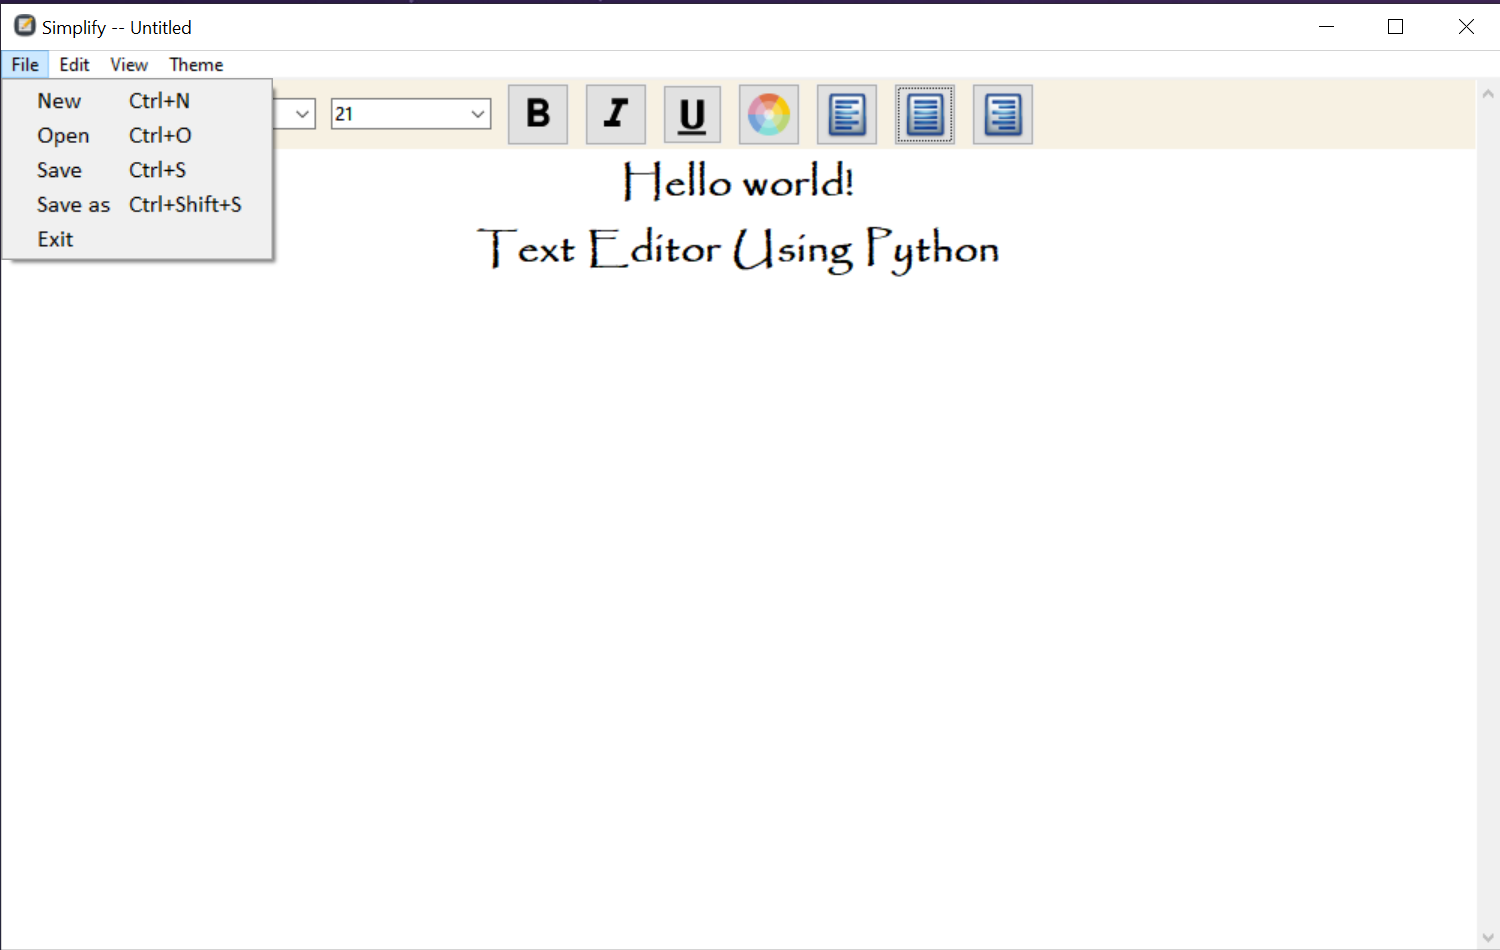 Simplify -- Untitled
File Edit View Theme
New Ctrl+N
Open Ctrl+O
Save Ctrl+S
Save as Ctrl+Shift+S
Exit
21
B I U
Hello world!
Text Editor Using Python